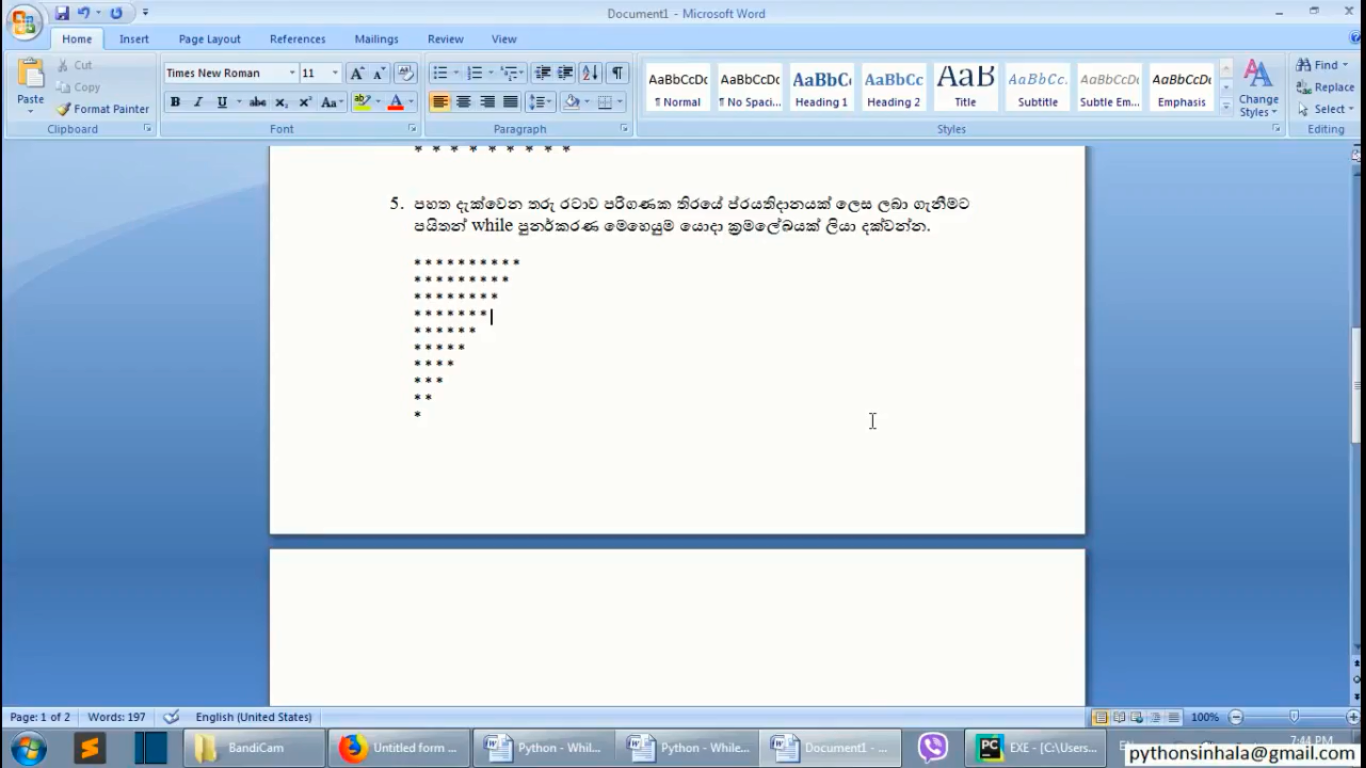 Document1 - Microsoft Word
Home Insert Page Layout References Mailings Review View
Paste
Cut
Copy
Format Painter
Clipboard
Times New Roman 11
Font
Paragraph
AaBbCcDc AaBbCcDc AaBbC AaBbCc AaB AaBbCc. AaBbCcDc AaBbCcDc
¶ Normal ¶ No Spaci... Heading 1 Heading 2 Title Subtitle Subtle Em... Emphasis
Change Styles
Styles
Find
Replace
Select
Editing
* * * * * * * * *
5. පහත දැක්වෙන තරු රටාව පරිගණක තිරයේ ප්රයතිදානයක් ලෙස ලබා ගැනීමට
පයිතන් while පුනර්කරණ මෙහෙයුම යොදා ක්‍රමලේඛයක් ලියා දක්වන්න.
* * * * * * * * * *
* * * * * * * * *
* * * * * * * *
* * * * * * *
* * * * * *
* * * * *
* * * *
* * *
* *
*
Page: 1 of 2 Words: 197 English (United States) 100%
BandiCam Untitled form ... Python - Whil... Python - While... Document1 - ... EXE - [C:\Users... 7:44 PM
pythonsinhala@gmail.com